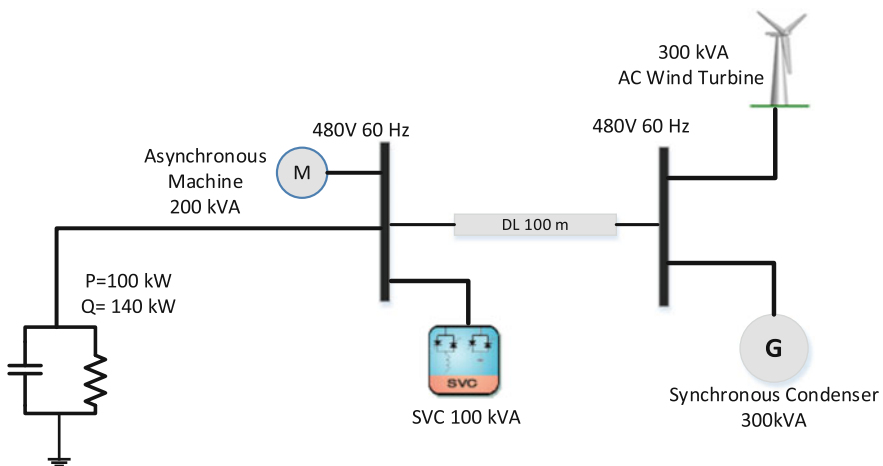 300 kVA
AC Wind Turbine
480V 60 Hz
480V 60 Hz
Asynchronous
Machine
200 kVA
M
DL 100 m
P=100 kW
Q= 140 kW
SVC
SVC 100 kVA
G
Synchronous Condenser
300kVA